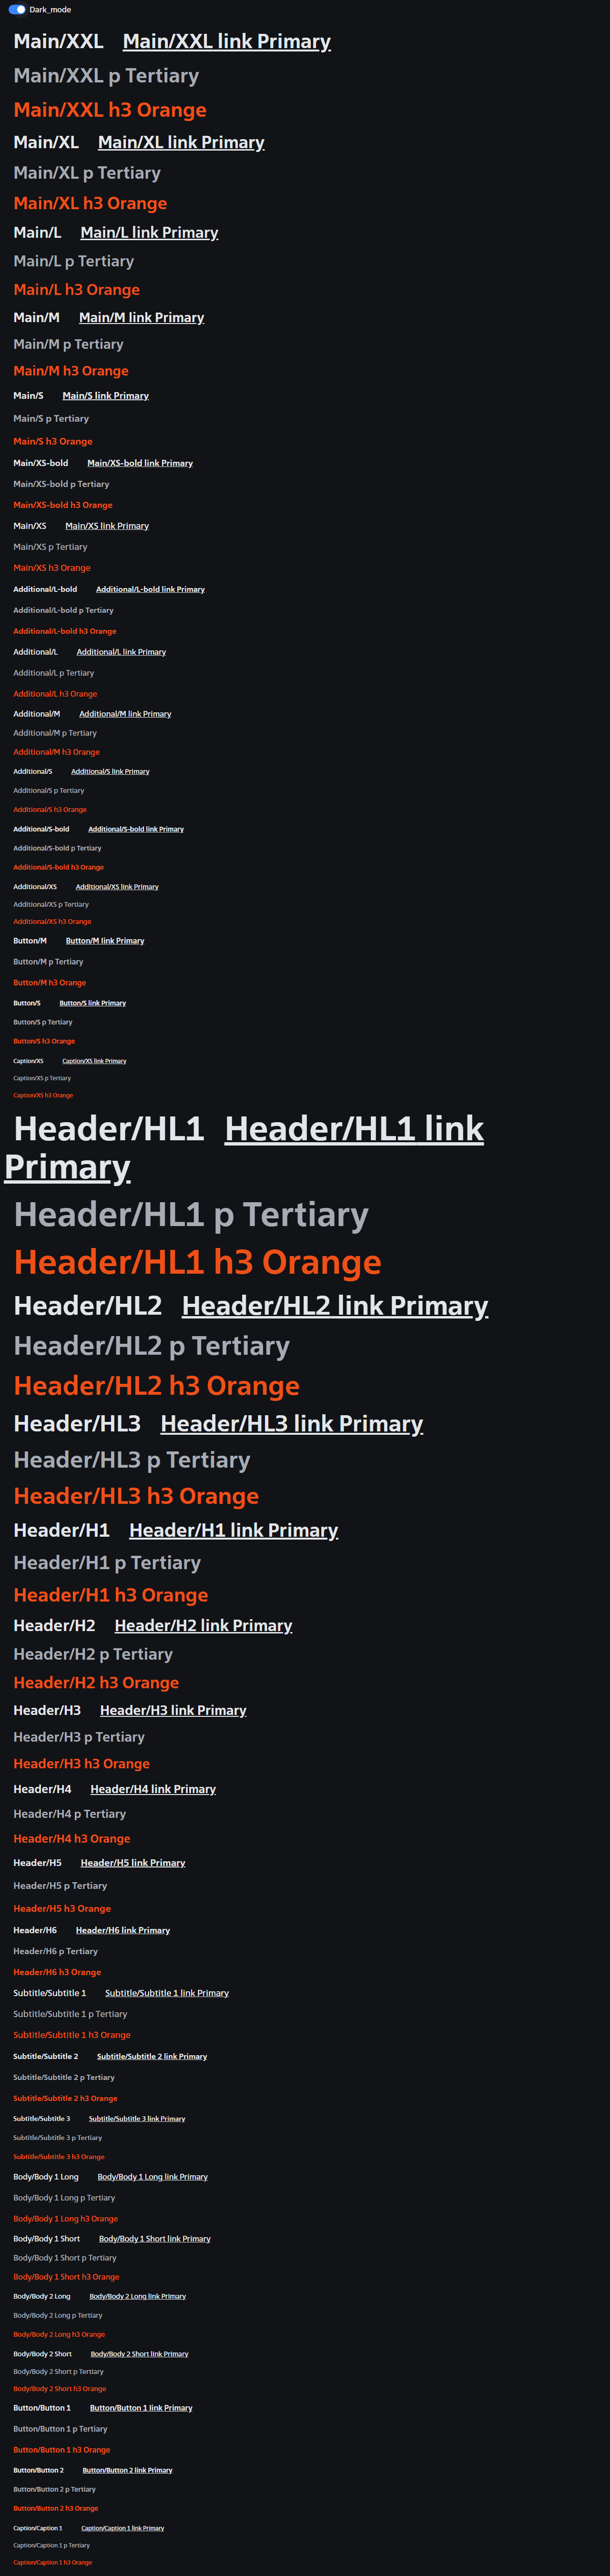 Dark_mode
Main/XXL Main/XXL link Primary
Main/XXL p Tertiary
Main/XXL h3 Orange
Main/XL Main/XL link Primary
Main/XL p Tertiary
Main/XL h3 Orange
Main/L Main/L link Primary
Main/L p Tertiary
Main/L h3 Orange
Main/M Main/M link Primary
Main/M p Tertiary
Main/M h3 Orange
Main/S Main/S link Primary
Main/S p Tertiary
Main/S h3 Orange
Main/XS-bold Main/XS-bold link Primary
Main/XS-bold p Tertiary
Main/XS-bold h3 Orange
Main/XS Main/XS link Primary
Main/XS p Tertiary
Main/XS h3 Orange
Additional/L-bold Additional/L-bold link Primary
Additional/L-bold p Tertiary
Additional/L-bold h3 Orange
Additional/L Additional/L link Primary
Additional/L p Tertiary
Additional/L h3 Orange
Additional/M Additional/M link Primary
Additional/M p Tertiary
Additional/M h3 Orange
Additional/S Additional/S link Primary
Additional/S p Tertiary
Additional/S h3 Orange
Additional/S-bold Additional/S-bold link Primary
Additional/S-bold p Tertiary
Additional/S-bold h3 Orange
Additional/XS Additional/XS link Primary
Additional/XS p Tertiary
Additional/XS h3 Orange
Button/M Button/M link Primary
Button/M p Tertiary
Button/M h3 Orange
Button/S Button/S link Primary
Button/S p Tertiary
Button/S h3 Orange
Caption/XS Caption/XS link Primary
Caption/XS p Tertiary
Caption/XS h3 Orange
Header/HL1 Header/HL1 link
Primary
Header/HL1 p Tertiary
Header/HL1 h3 Orange
Header/HL2 Header/HL2 link Primary
Header/HL2 p Tertiary
Header/HL2 h3 Orange
Header/HL3 Header/HL3 link Primary
Header/HL3 p Tertiary
Header/HL3 h3 Orange
Header/H1 Header/H1 link Primary
Header/H1 p Tertiary
Header/H1 h3 Orange
Header/H2 Header/H2 link Primary
Header/H2 p Tertiary
Header/H2 h3 Orange
Header/H3 Header/H3 link Primary
Header/H3 p Tertiary
Header/H3 h3 Orange
Header/H4 Header/H4 link Primary
Header/H4 p Tertiary
Header/H4 h3 Orange
Header/H5 Header/H5 link Primary
Header/H5 p Tertiary
Header/H5 h3 Orange
Header/H6 Header/H6 link Primary
Header/H6 p Tertiary
Header/H6 h3 Orange
Subtitle/Subtitle 1 Subtitle/Subtitle 1 link Primary
Subtitle/Subtitle 1 p Tertiary
Subtitle/Subtitle 1 h3 Orange
Subtitle/Subtitle 2 Subtitle/Subtitle 2 link Primary
Subtitle/Subtitle 2 p Tertiary
Subtitle/Subtitle 2 h3 Orange
Subtitle/Subtitle 3 Subtitle/Subtitle 3 link Primary
Subtitle/Subtitle 3 p Tertiary
Subtitle/Subtitle 3 h3 Orange
Body/Body 1 Long Body/Body 1 Long link Primary
Body/Body 1 Long p Tertiary
Body/Body 1 Long h3 Orange
Body/Body 1 Short Body/Body 1 Short link Primary
Body/Body 1 Short p Tertiary
Body/Body 1 Short h3 Orange
Body/Body 2 Long Body/Body 2 Long link Primary
Body/Body 2 Long p Tertiary
Body/Body 2 Long h3 Orange
Body/Body 2 Short Body/Body 2 Short link Primary
Body/Body 2 Short p Tertiary
Body/Body 2 Short h3 Orange
Button/Button 1 Button/Button 1 link Primary
Button/Button 1 p Tertiary
Button/Button 1 h3 Orange
Button/Button 2 Button/Button 2 link Primary
Button/Button 2 p Tertiary
Button/Button 2 h3 Orange
Caption/Caption 1 Caption/Caption 1 link Primary
Caption/Caption 1 p Tertiary
Caption/Caption 1 h3 Orange